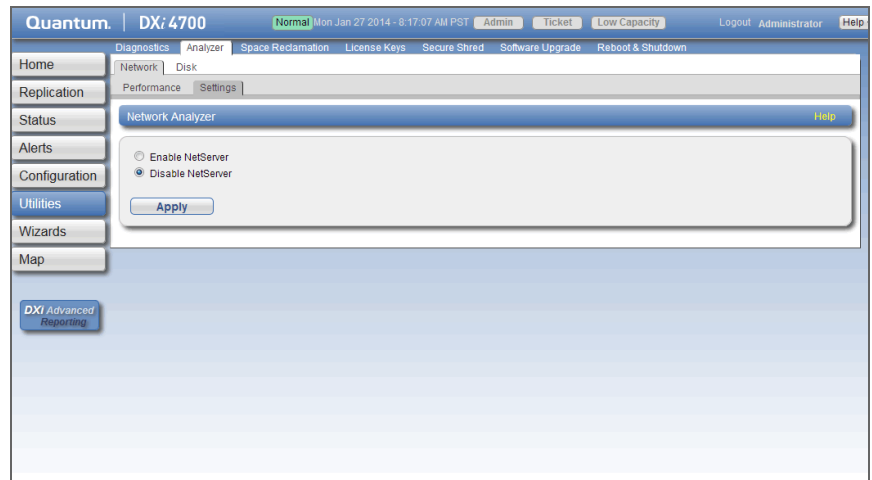 Quantum. DXi 4700 Normal Mon Jan 27 2014 - 8:17:07 AM PST Admin Ticket Low Capacity Logout Administrator Help
Diagnostics Analyzer Space Reclamation License Keys Secure Shred Software Upgrade Reboot & Shutdown
Home
Network Disk
Replication
Performance Settings
Status
Network Analyzer Help
Alerts
Enable NetServer
Configuration
Disable NetServer
Utilities
Apply
Wizards
Map
DXi Advanced
Reporting